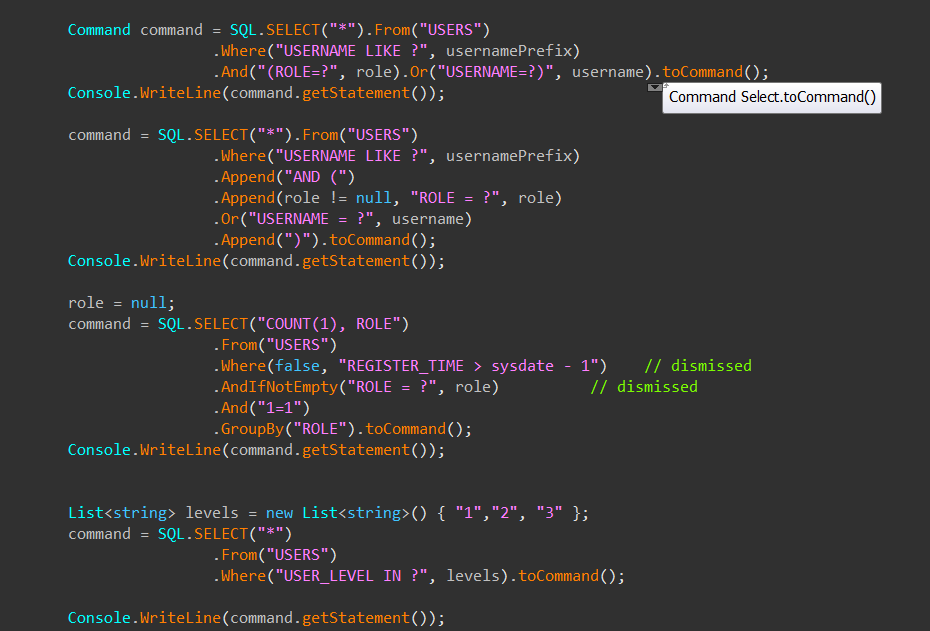 Command command = SQL.SELECT("*").From("USERS")
.Where("USERNAME LIKE ?", usernamePrefix)
.And("(ROLE=?", role).Or("USERNAME=?)", username).toCommand();
Console.WriteLine(command.getStatement());
Command Select.toCommand()
command = SQL.SELECT("*").From("USERS")
.Where("USERNAME LIKE ?", usernamePrefix)
.Append("AND (")
.Append(role != null, "ROLE = ?", role)
.Or("USERNAME = ?", username)
.Append(")").toCommand();
Console.WriteLine(command.getStatement());
role = null;
command = SQL.SELECT("COUNT(1), ROLE")
.From("USERS")
.Where(false, "REGISTER_TIME > sysdate - 1")    // dismissed
.AndIfNotEmpty("ROLE = ?", role)          // dismissed
.And("1=1")
.GroupBy("ROLE").toCommand();
Console.WriteLine(command.getStatement());
List<string> levels = new List<string>() { "1","2", "3" };
command = SQL.SELECT("*")
.From("USERS")
.Where("USER_LEVEL IN ?", levels).toCommand();
Console.WriteLine(command.getStatement());